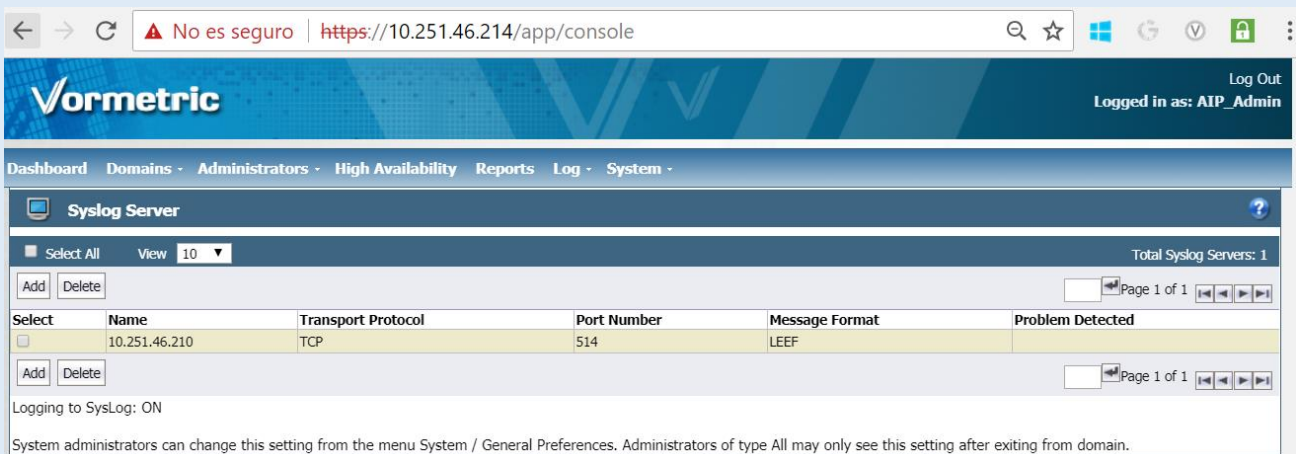 No es seguro | https://10.251.46.214/app/console
Vormetric
Log Out
Logged in as: AIP_Admin
Dashboard Domains Administrators High Availability Reports Log System
Syslog Server
Select All View 10 Total Syslog Servers: 1
Add Delete Page 1 of 1
Select Name Transport Protocol Port Number Message Format Problem Detected
10.251.46.210 TCP 514 LEEF
Add Delete Page 1 of 1
Logging to SysLog: ON
System administrators can change this setting from the menu System / General Preferences. Administrators of type All may only see this setting after exiting from domain.